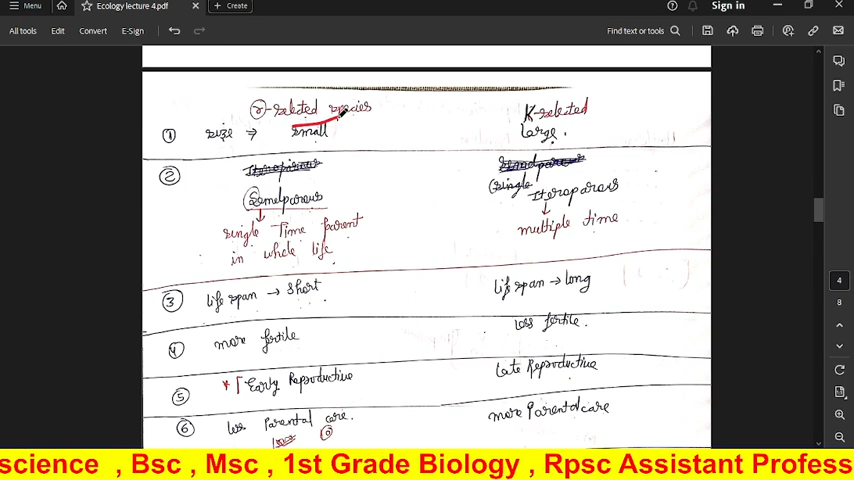 Menu
Ecology lecture 4.pdf
Create
Sign in
All tools Edit Convert E-Sign
Find text or tools
r-selected species K-selected
1 size ⇒ small large.
2
Semelparous (single Iteroparous
single Time parent multiple time
in whole life
3 life span → short life span → long
4 more fertile less fertile.
5 * Early Reproductive Late Reproductive
6 less Parental care. more Parental care
4
8
science , Bsc , Msc , 1st Grade Biology , Rpsc Assistant Profess